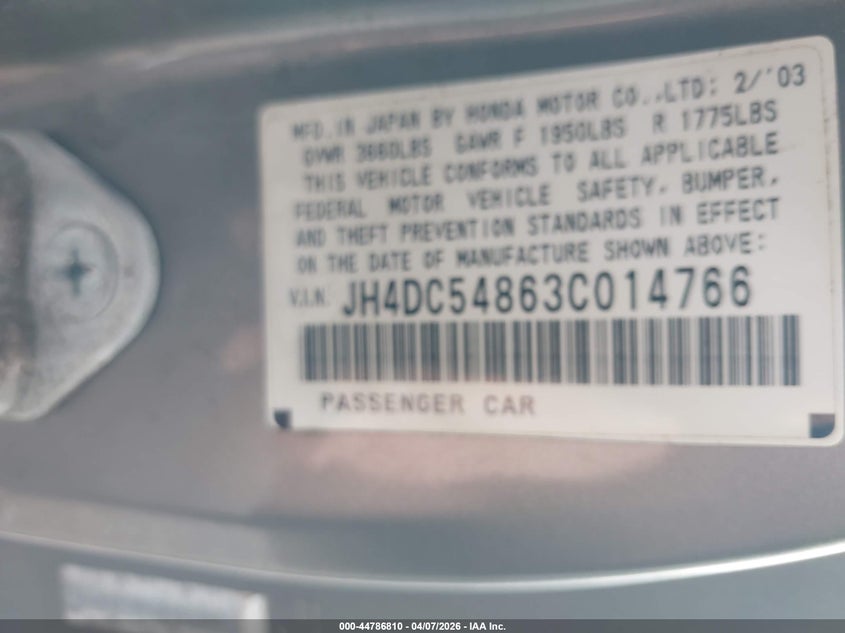 MFD. IN JAPAN BY HONDA MOTOR CO.,LTD: 2/'03
GVWR 3660LBS GAWR F 1950LBS R 1775LBS
THIS VEHICLE CONFORMS TO ALL APPLICABLE
FEDERAL MOTOR VEHICLE SAFETY, BUMPER,
AND THEFT PREVENTION STANDARDS IN EFFECT
ON THE DATE OF MANUFACTURE SHOWN ABOVE:
V.I.N: JH4DC54863C014766
PASSENGER CAR
000-44786810 - 04/07/2026 - IAA Inc.